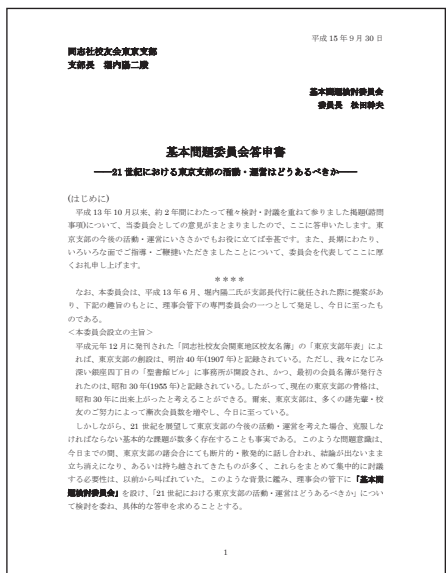 平成 15 年 9 月 30 日
同志社校友会東京支部
支部長　堀内陽二殿
基本問題検討委員会
委員長　松田幹夫
基本問題委員会答申書
――21 世紀における東京支部の活動・運営はどうあるべきか――
(はじめに)
平成 13 年 10 月以来、約 2 年間にわたって種々検討・討議を重ねて参りました掲題(諮問
事項)について、当委員会としての意見がまとまりましたので、ここに答申いたします。東
京支部の今後の活動・運営にいささかでもお役に立てば幸甚です。また、長期にわたり、
いろいろな面でご指導・ご鞭撻いただきましたことについて、委員会を代表してここに厚
くお礼申し上げます。
＊＊＊＊
なお、本委員会は、平成 13 年 6 月、堀内陽二氏が支部長代行に就任された際に提案があ
り、下記の趣旨のもとに、理事会管下の専門委員会の一つとして発足し、今日に至ったも
のである。
＜本委員会設立の主旨＞
平成元年 12 月に発刊された「同志社校友会関東地区校友名簿」の「東京支部年表」によ
れば、東京支部の創設は、明治 40 年(1907 年)と記録されている。ただし、我々になじみ
深い銀座四丁目の「聖書館ビル」に事務所が開設され、かつ、最初の会員名簿が発行さ
れたのは、昭和 30 年(1955 年)と記録されている。したがって、現在の東京支部の骨格は、
昭和 30 年に出来上がったと考えることができる。爾来、東京支部は、多くの諸先輩・校
友のご努力によって漸次会員数を増やし、今日に至っている。
しかしながら、21 世紀を展望して東京支部の今後の活動・運営を考えた場合、克服しな
ければならない基本的な課題が数多く存在することも事実である。このような問題意識は、
今日までの間、東京支部の諸会合にても断片的・散発的に話し合われ、結論が出ないまま
立ち消えになり、あるいは持ち越されてきたものが多く、これらをまとめて集中的に討議
する必要性は、以前から叫ばれていた。このような背景に鑑み、理事会の管下に「基本問
題検討委員会」を設け、「21 世紀における東京支部の活動・運営はどうあるべきか」につい
て検討を委ね、具体的な答申を求めることとする。
1